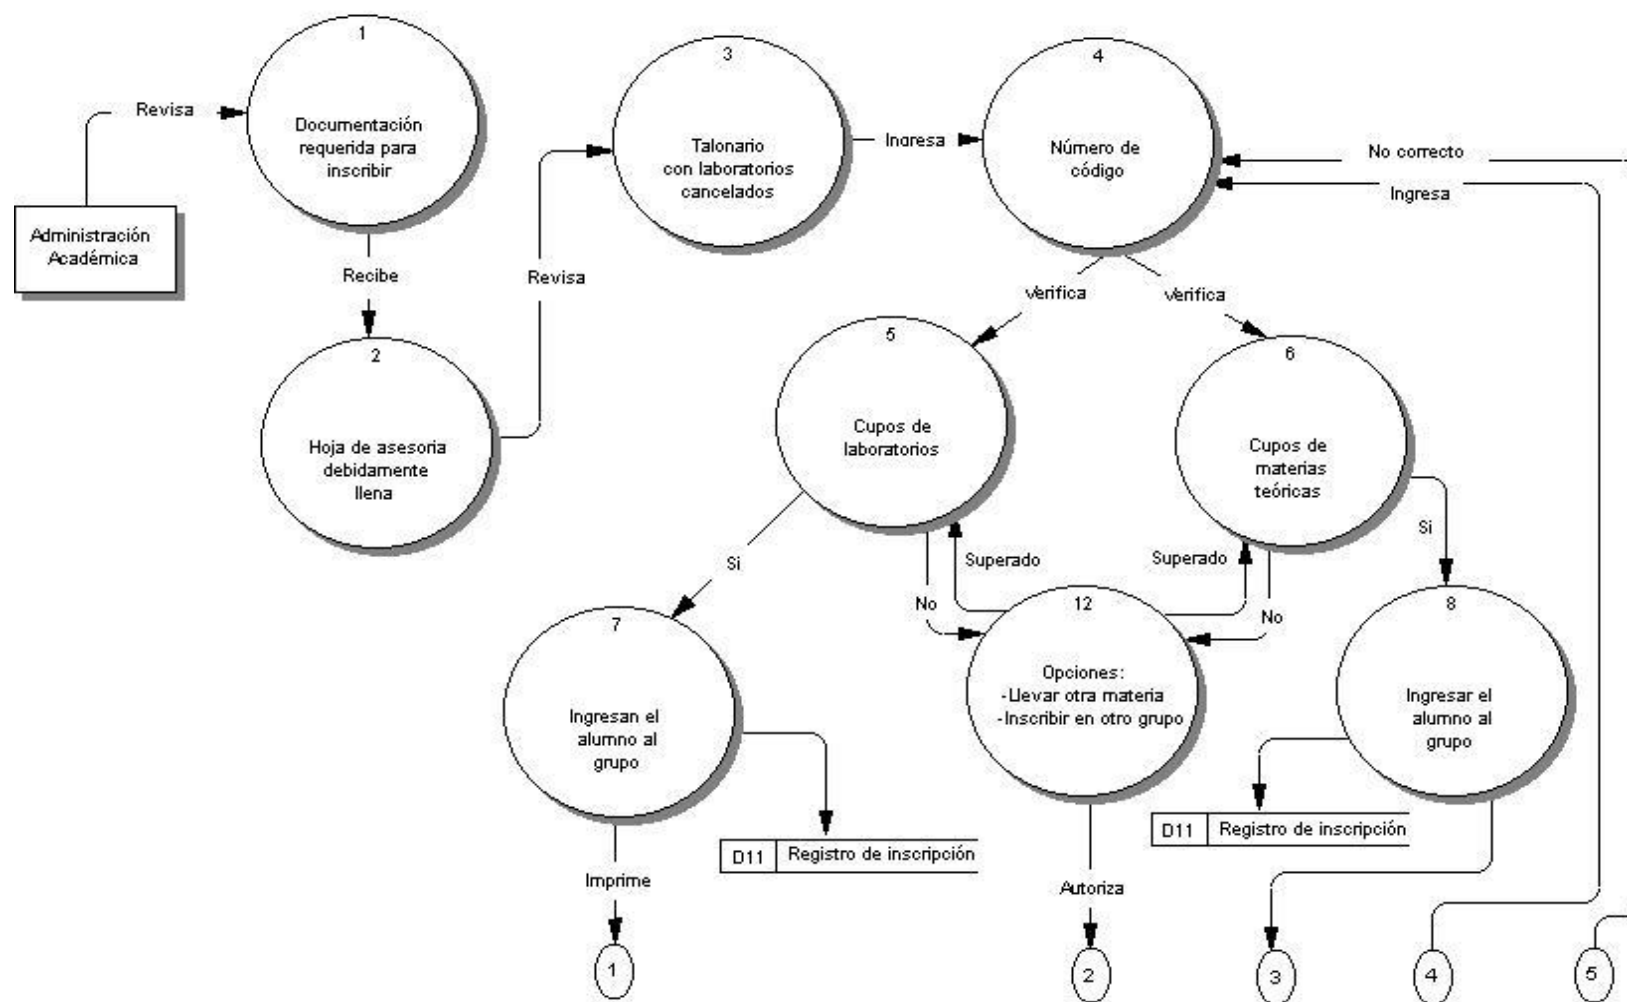 1
Documentación
requerida para
inscribir
Revisa
Administración
Académica
Recibe
2
Hoja de asesoria
debidamente
llena
Revisa
3
Talonario
con laboratorios
cancelados
Ingresa
4
Número de
código
No correcto
Ingresa
Verifica
Verifica
5
Cupos de
laboratorios
6
Cupos de
materias
teóricas
Si
No
Superado
Superado
No
Si
7
Ingresan el
alumno al
grupo
12
Opciones:
-Llevar otra materia
-Inscribir en otro grupo
8
Ingresar el
alumno al
grupo
D11 Registro de inscripción
D11 Registro de inscripción
Imprime
Autoriza
1
2
3
4
5